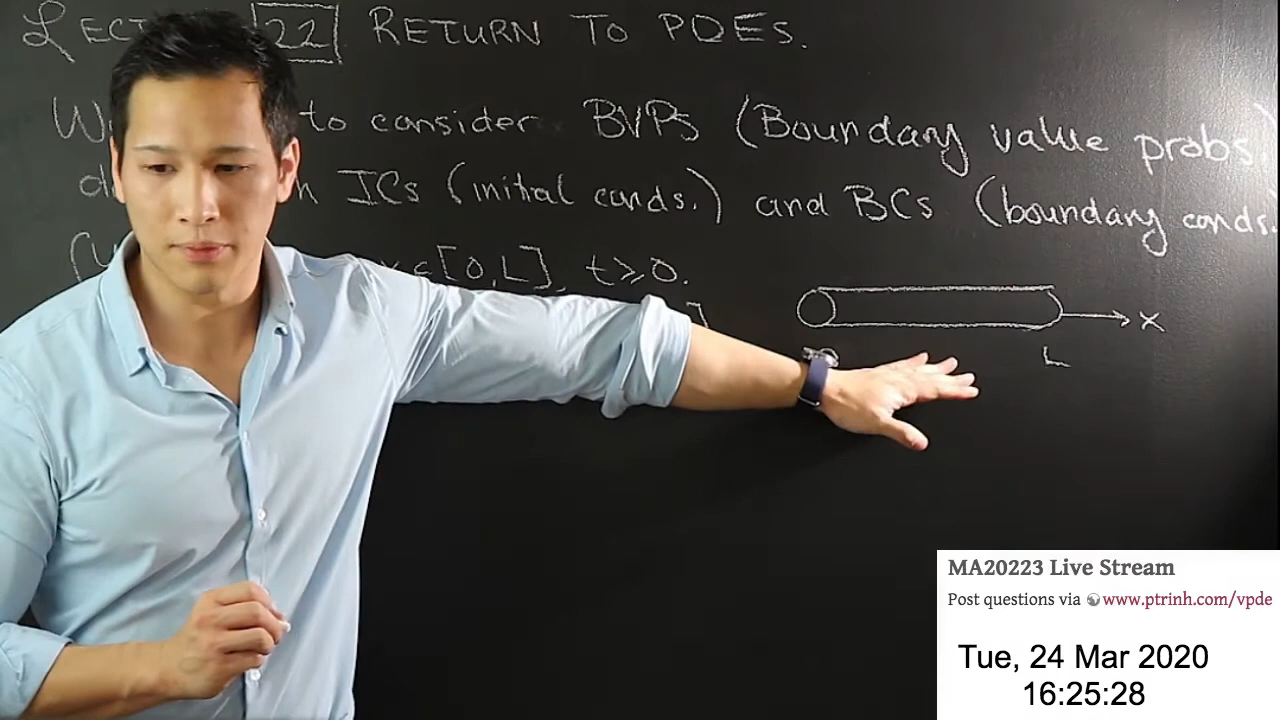 LECT 22 RETURN TO PDEs.
W to consider BVPs (Boundary value probs.)
ICs (initial conds.) and BCs (boundary conds.
x ∈ [0,L], t ⩾ 0.
]
x
L
MA20223 Live Stream
Post questions via www.ptrinh.com/vpde
Tue, 24 Mar 2020
16:25:28